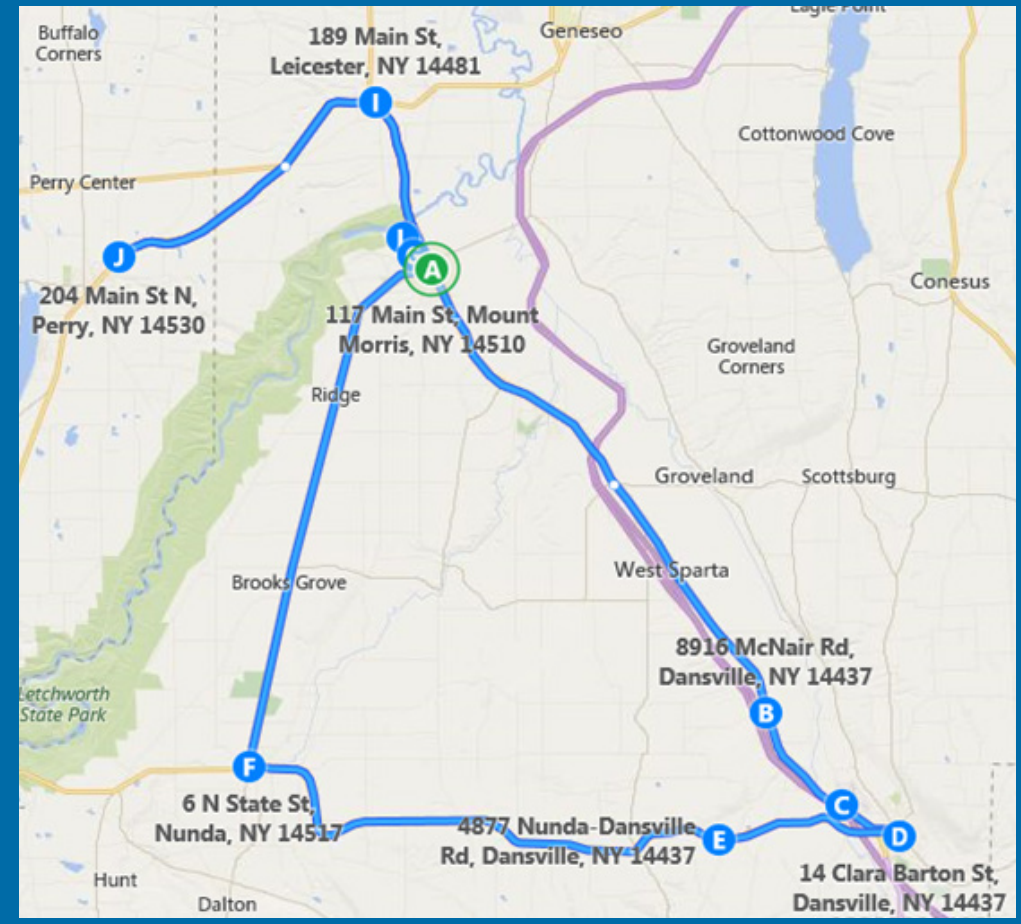 Eagle Point
Buffalo
Corners
189 Main St,
Leicester, NY 14481
Geneseo
I
Cottonwood Cove
Perry Center
J
204 Main St N,
Perry, NY 14530
A
117 Main St, Mount
Morris, NY 14510
Conesus
Groveland
Corners
Ridge
Groveland
Scottsburg
West Sparta
Brooks Grove
8916 McNair Rd,
Dansville, NY 14437
B
Letchworth
State Park
F
6 N State St,
Nunda, NY 14517
C
D
4877 Nunda-Dansville
Rd, Dansville, NY 14437
E
14 Clara Barton St,
Dansville, NY 14437
Hunt
Dalton